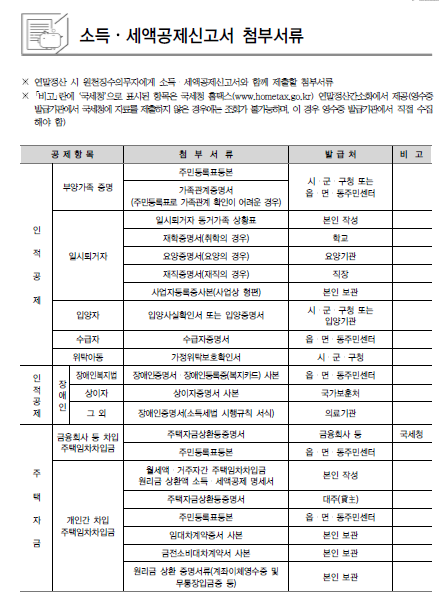 소득 · 세액공제신고서 첨부서류
× 연말정산 시 원천징수의무자에게 소득 · 세액공제신고서와 함께 제출할 첨부서류
× 「비고」란에 '국세청'으로 표시된 항목은 국세청 홈택스(www.hometax.go.kr) 연말정산간소화에서 제공(영수증
발급기관에서 국세청에 자료를 제출하지 않은 경우에는 조회가 불가능하며, 이 경우 영수증 발급기관에서 직접 수집
해야 함)
공 제 항 목 첨 부 서 류 발 급 처 비 고
인적공제 부양가족 증명 주민등록표등본 시 · 군 · 구청 또는
읍 · 면 · 동주민센터
가족관계증명서
(주민등록표로 가족관계 확인이 어려운 경우)
일시퇴거자 일시퇴거자 동거가족 상황표 본인 작성
재학증명서(취학의 경우) 학교
요양증명서(요양의 경우) 요양기관
재직증명서(재직의 경우) 직장
사업자등록증사본(사업상 형편) 본인 보관
입양자 입양사실확인서 또는 입양증명서 시 · 군 · 구청 또는
입양기관
수급자 수급자증명서 읍 · 면 · 동주민센터
위탁아동 가정위탁보호확인서 시 · 군 · 구청
인적공제 장애인 장애인복지법 장애인증명서 · 장애인등록증(복지카드) 사본 읍 · 면 · 동주민센터
상이자 상이자증명서 사본 국가보훈처
그 외 장애인증명서(소득세법 시행규칙 서식) 의료기관
주택자금 금융회사 등 차입
주택임차차입금 주택자금상환등증명서 금융회사 등 국세청
주민등록표등본 읍 · 면 · 동주민센터
개인간 차입
주택임차차입금 월세액 · 거주자간 주택임차차입금
원리금 상환액 소득 · 세액공제 명세서 본인 작성
주택자금상환등증명서 대주(貸主)
주민등록표등본 읍 · 면 · 동주민센터
임대차계약증서 사본 본인 보관
금전소비대차계약서 사본 본인 보관
원리금 상환 증명서류(계좌이체영수증 및
무통장입금증 등) 본인 보관